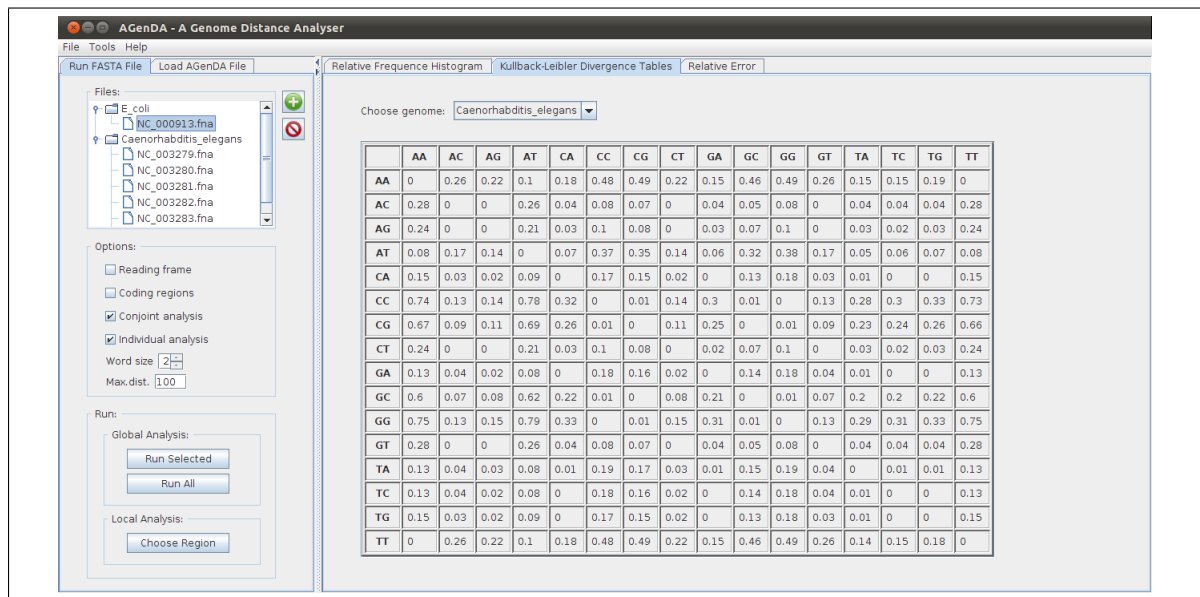 AGenDA - A Genome Distance Analyser
File Tools Help
Run FASTA File Load AGenDA File
Relative Frequence Histogram Kullback-Leibler Divergence Tables Relative Error
Files:
E_coli
NC_000913.fna
Caenorhabditis_elegans
NC_003279.fna
NC_003280.fna
NC_003281.fna
NC_003282.fna
NC_003283.fna
Options:
Reading frame
Coding regions
Conjoint analysis
Individual analysis
Word size 2
Max.dist. 100
Run:
Global Analysis:
Run Selected
Run All
Local Analysis:
Choose Region
Choose genome: Caenorhabditis_elegans
AA AC AG AT CA CC CG CT GA GC GG GT TA TC TG TT
AA 0 0.26 0.22 0.1 0.18 0.48 0.49 0.22 0.15 0.46 0.49 0.26 0.15 0.15 0.19 0
AC 0.28 0 0 0.26 0.04 0.08 0.07 0 0.04 0.05 0.08 0 0.04 0.04 0.04 0.28
AG 0.24 0 0 0.21 0.03 0.1 0.08 0 0.03 0.07 0.1 0 0.03 0.02 0.03 0.24
AT 0.08 0.17 0.14 0 0.07 0.37 0.35 0.14 0.06 0.32 0.38 0.17 0.05 0.06 0.07 0.08
CA 0.15 0.03 0.02 0.09 0 0.17 0.15 0.02 0 0.13 0.18 0.03 0.01 0 0 0.15
CC 0.74 0.13 0.14 0.78 0.32 0 0.01 0.14 0.3 0.01 0 0.13 0.28 0.3 0.33 0.73
CG 0.67 0.09 0.11 0.69 0.26 0.01 0 0.11 0.25 0 0.01 0.09 0.23 0.24 0.26 0.66
CT 0.24 0 0 0.21 0.03 0.1 0.08 0 0.02 0.07 0.1 0 0.03 0.02 0.03 0.24
GA 0.13 0.04 0.02 0.08 0 0.18 0.16 0.02 0 0.14 0.18 0.04 0.01 0 0 0.13
GC 0.6 0.07 0.08 0.62 0.22 0.01 0 0.08 0.21 0 0.01 0.07 0.2 0.2 0.22 0.6
GG 0.75 0.13 0.15 0.79 0.33 0 0.01 0.15 0.31 0.01 0 0.13 0.29 0.31 0.33 0.75
GT 0.28 0 0 0.26 0.04 0.08 0.07 0 0.04 0.05 0.08 0 0.04 0.04 0.04 0.28
TA 0.13 0.04 0.03 0.08 0.01 0.19 0.17 0.03 0.01 0.15 0.19 0.04 0 0.01 0.01 0.13
TC 0.13 0.04 0.02 0.08 0 0.18 0.16 0.02 0 0.14 0.18 0.04 0.01 0 0 0.13
TG 0.15 0.03 0.02 0.09 0 0.17 0.15 0.02 0 0.13 0.18 0.03 0.01 0 0 0.15
TT 0 0.26 0.22 0.1 0.18 0.48 0.49 0.22 0.15 0.46 0.49 0.26 0.14 0.15 0.18 0